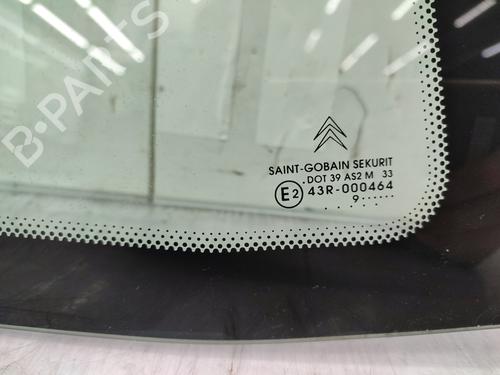 B-PARTS
SAINT-GOBAIN SEKURIT
DOT 39 AS2 M 33
E2 43R-000464
9